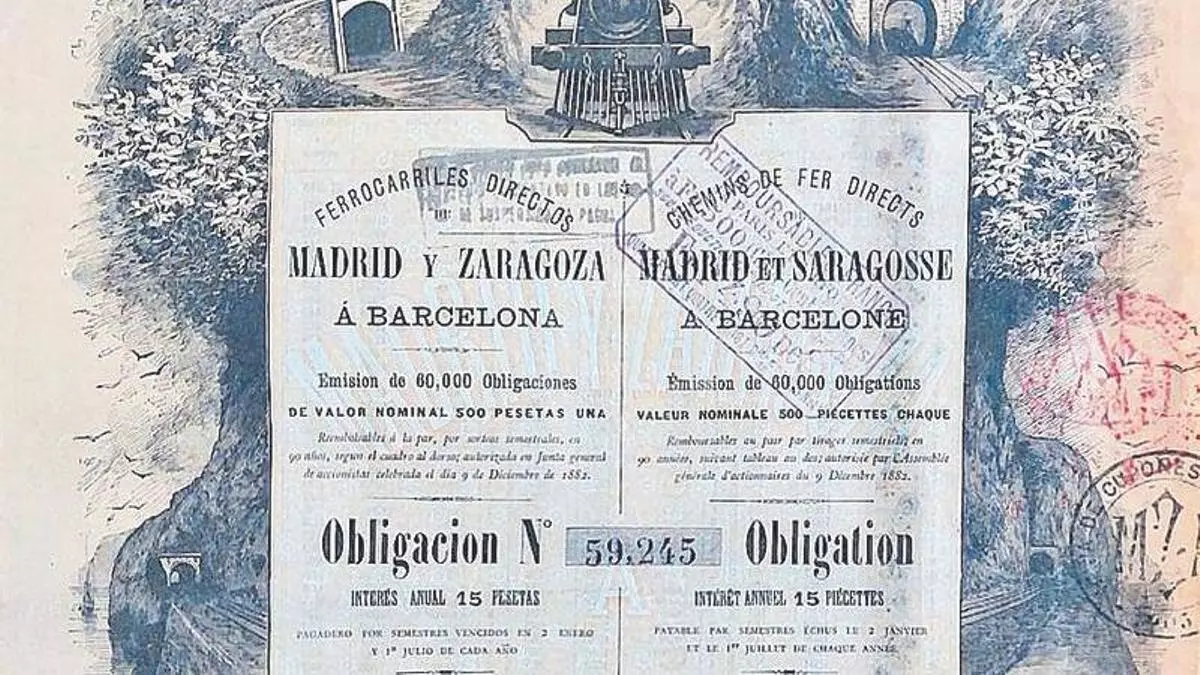 FERROCARRILES DIRECTOS
DE
MADRID Y ZARAGOZA
Á BARCELONA
Emision de 60,000 Obligaciones
DE VALOR NOMINAL 500 PESETAS UNA
Reembolsables á la par, por sorteos semestrales, en
90 años, segun el cuadro al dorso; autorizada en Junta general
de accionistas celebrada el dia 9 de Diciembre de 1882.
CHEMINS DE FER DIRECTS
MADRID ET SARAGOSSE
A BARCELONE
Émission de 60,000 Obligations
VALEUR NOMINALE 500 PIÉCETTES CHAQUE
Remboursables au pair par tirages semestriels en
90 années, suivant tableau au dos; autorisée par l'Assemblée
générale d'actionnaires du 9 Décembre 1882.
Obligacion Nº 59,245 Obligation
INTERÉS ANUAL 15 PESETAS
PAGADERO POR SEMESTRES VENCIDOS EN 2 ENERO
Y 1º JULIO DE CADA AÑO
INTÉRÊT ANNUEL 15 PIÉCETTES
PAYABLE PAR SEMESTRES ÉCHUS LE 2 JANVIER
ET LE 1er JUILLET DE CHAQUE ANNÉE
REMBOURSABLE
DE CUPONES